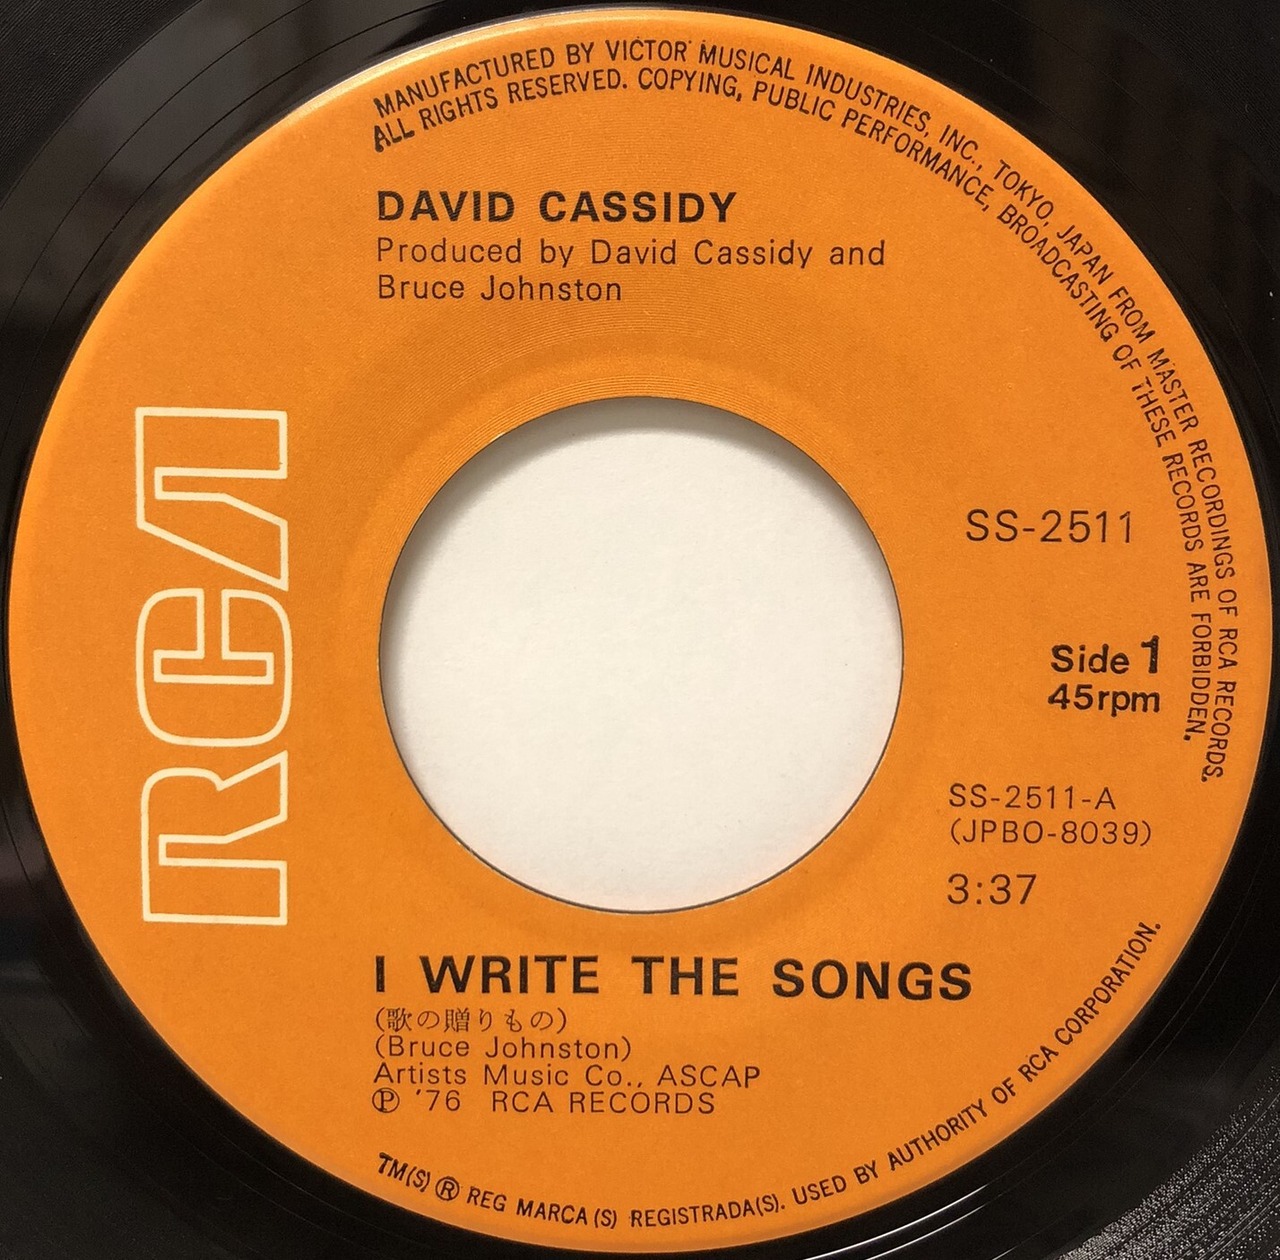 MANUFACTURED BY VICTOR MUSICAL INDUSTRIES, INC., TOKYO, JAPAN FROM MASTER RECORDINGS OF RCA RECORDS.
ALL RIGHTS RESERVED. COPYING, PUBLIC PERFORMANCE, BROADCASTING OF THESE RECORDS ARE FORBIDDEN.
DAVID CASSIDY
Produced by David Cassidy and
Bruce Johnston
RCA
SS-2511
Side 1
45rpm
SS-2511-A
(JPBO-8039)
3:37
I WRITE THE SONGS
(歌の贈りもの)
(Bruce Johnston)
Artists Music Co., ASCAP
Ⓟ '76 RCA RECORDS
TM(S) ® REG MARCA(S) REGISTRADA(S). USED BY AUTHORITY OF RCA CORPORATION.